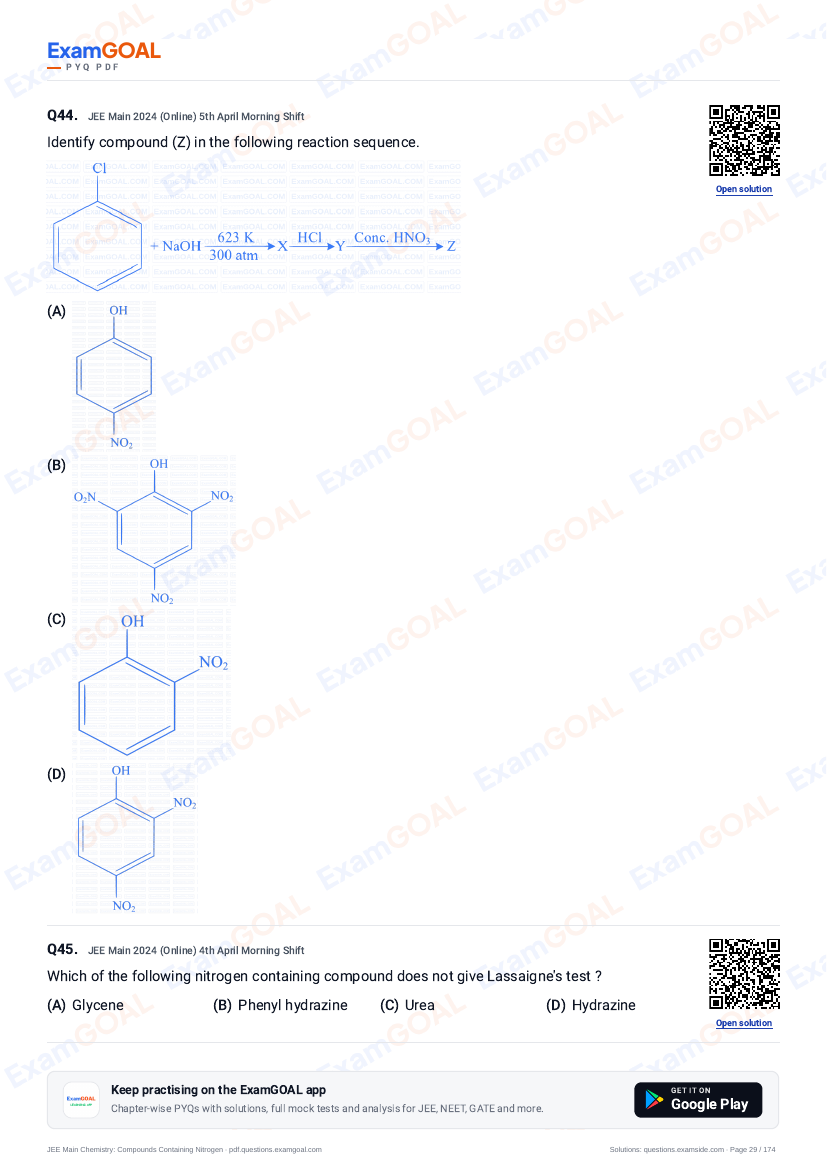 ExamGOAL
PYQ PDF
Q44. JEE Main 2024 (Online) 5th April Morning Shift
Identify compound (Z) in the following reaction sequence.
Open solution
Cl
+ NaOH 623 K 300 atm X HCl Y Conc. HNO3 Z
(A)
OH
NO2
(B)
OH
O2N NO2
NO2
(C)
OH
NO2
(D)
OH
NO2
NO2
Q45. JEE Main 2024 (Online) 4th April Morning Shift
Which of the following nitrogen containing compound does not give Lassaigne's test ?
(A) Glycene (B) Phenyl hydrazine (C) Urea (D) Hydrazine
Open solution
Keep practising on the ExamGOAL app
Chapter-wise PYQs with solutions, full mock tests and analysis for JEE, NEET, GATE and more.
GET IT ON
Google Play
JEE Main Chemistry: Compounds Containing Nitrogen · pdf.questions.examgoal.com
Solutions: questions.examside.com · Page 29 / 174